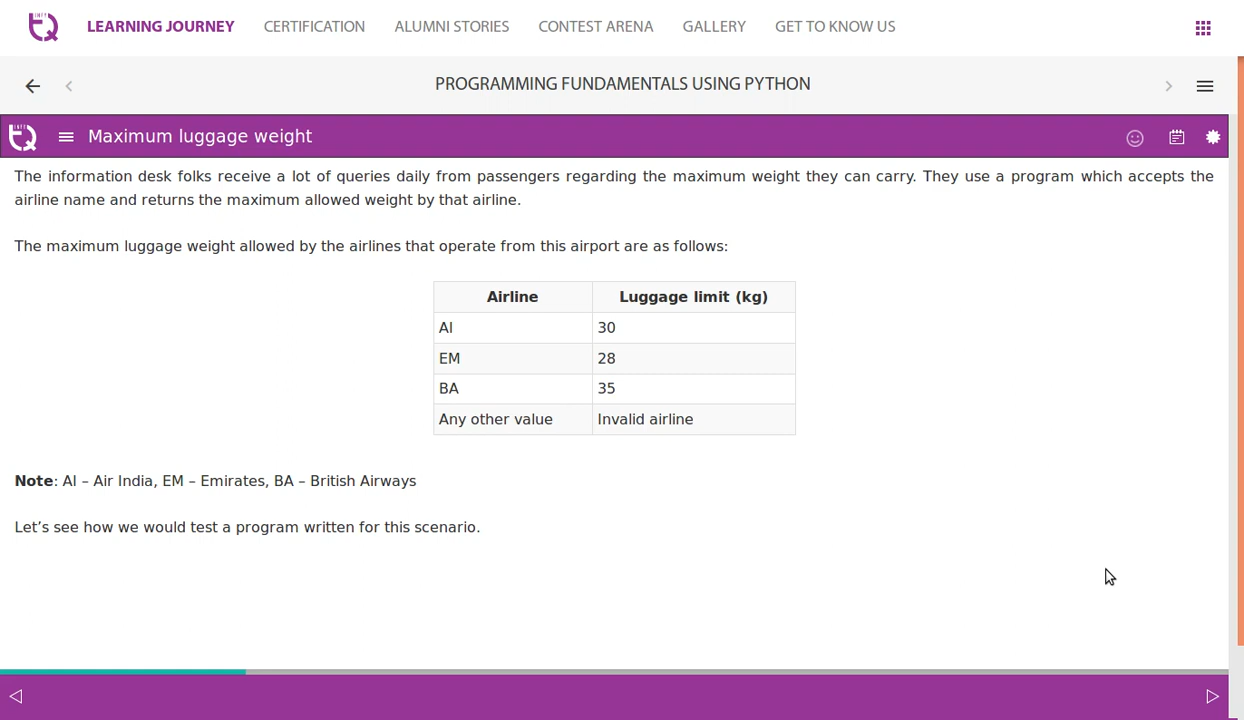 LEARNING JOURNEY CERTIFICATION ALUMNI STORIES CONTEST ARENA GALLERY GET TO KNOW US
PROGRAMMING FUNDAMENTALS USING PYTHON
Maximum luggage weight
The information desk folks receive a lot of queries daily from passengers regarding the maximum weight they can carry. They use a program which accepts the
airline name and returns the maximum allowed weight by that airline.
The maximum luggage weight allowed by the airlines that operate from this airport are as follows:
Airline Luggage limit (kg)
AI 30
EM 28
BA 35
Any other value Invalid airline
Note: AI – Air India, EM – Emirates, BA – British Airways
Let's see how we would test a program written for this scenario.